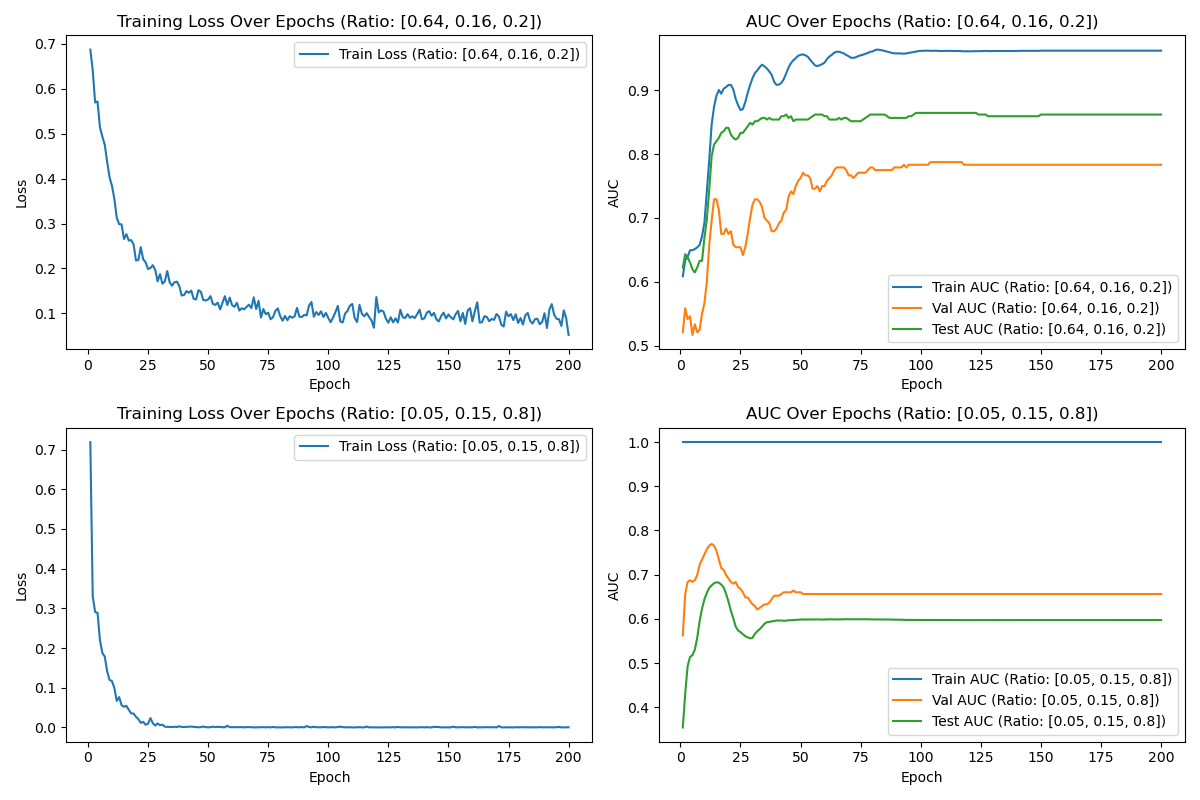 Training Loss Over Epochs (Ratio: [0.64, 0.16, 0.2])
0.7
0.6
0.5
0.4
0.3
0.2
0.1
Loss
Train Loss (Ratio: [0.64, 0.16, 0.2])
0 25 50 75 100 125 150 175 200
Epoch
AUC Over Epochs (Ratio: [0.64, 0.16, 0.2])
0.9
0.8
0.7
0.6
0.5
AUC
Train AUC (Ratio: [0.64, 0.16, 0.2])
Val AUC (Ratio: [0.64, 0.16, 0.2])
Test AUC (Ratio: [0.64, 0.16, 0.2])
0 25 50 75 100 125 150 175 200
Epoch
Training Loss Over Epochs (Ratio: [0.05, 0.15, 0.8])
0.7
0.6
0.5
0.4
0.3
0.2
0.1
0.0
Loss
Train Loss (Ratio: [0.05, 0.15, 0.8])
0 25 50 75 100 125 150 175 200
Epoch
AUC Over Epochs (Ratio: [0.05, 0.15, 0.8])
1.0
0.9
0.8
0.7
0.6
0.5
0.4
AUC
Train AUC (Ratio: [0.05, 0.15, 0.8])
Val AUC (Ratio: [0.05, 0.15, 0.8])
Test AUC (Ratio: [0.05, 0.15, 0.8])
0 25 50 75 100 125 150 175 200
Epoch